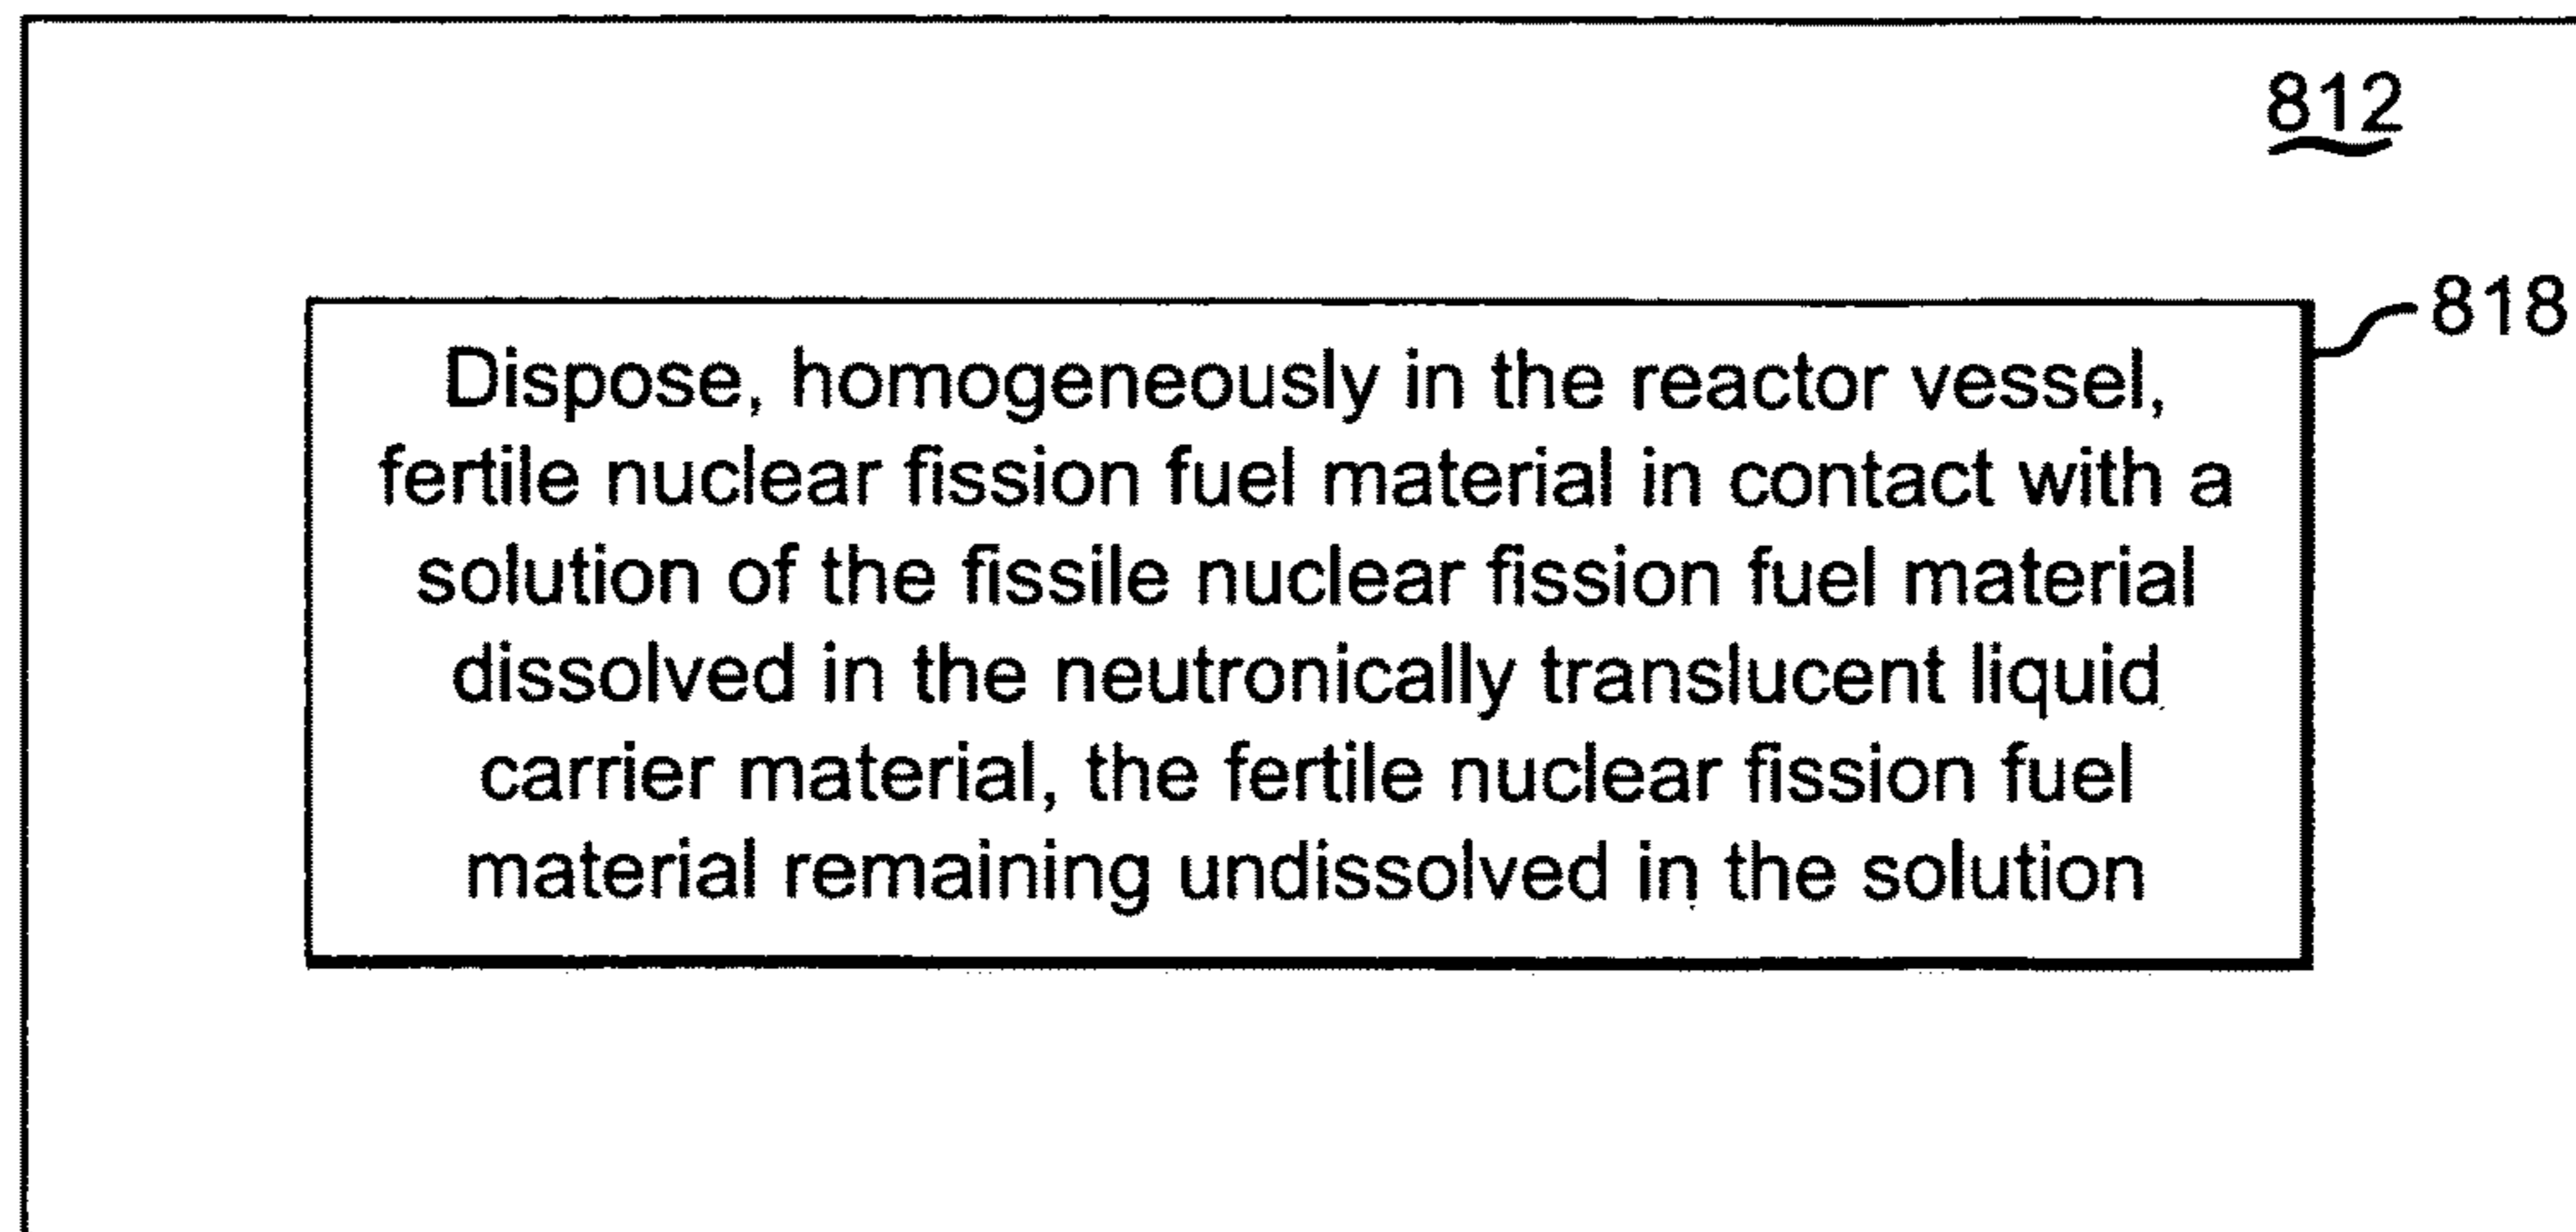 812
818
Dispose, homogeneously in the reactor vessel,
fertile nuclear fission fuel material in contact with a
solution of the fissile nuclear fission fuel material
dissolved in the neutronically translucent liquid
carrier material, the fertile nuclear fission fuel
material remaining undissolved in the solution